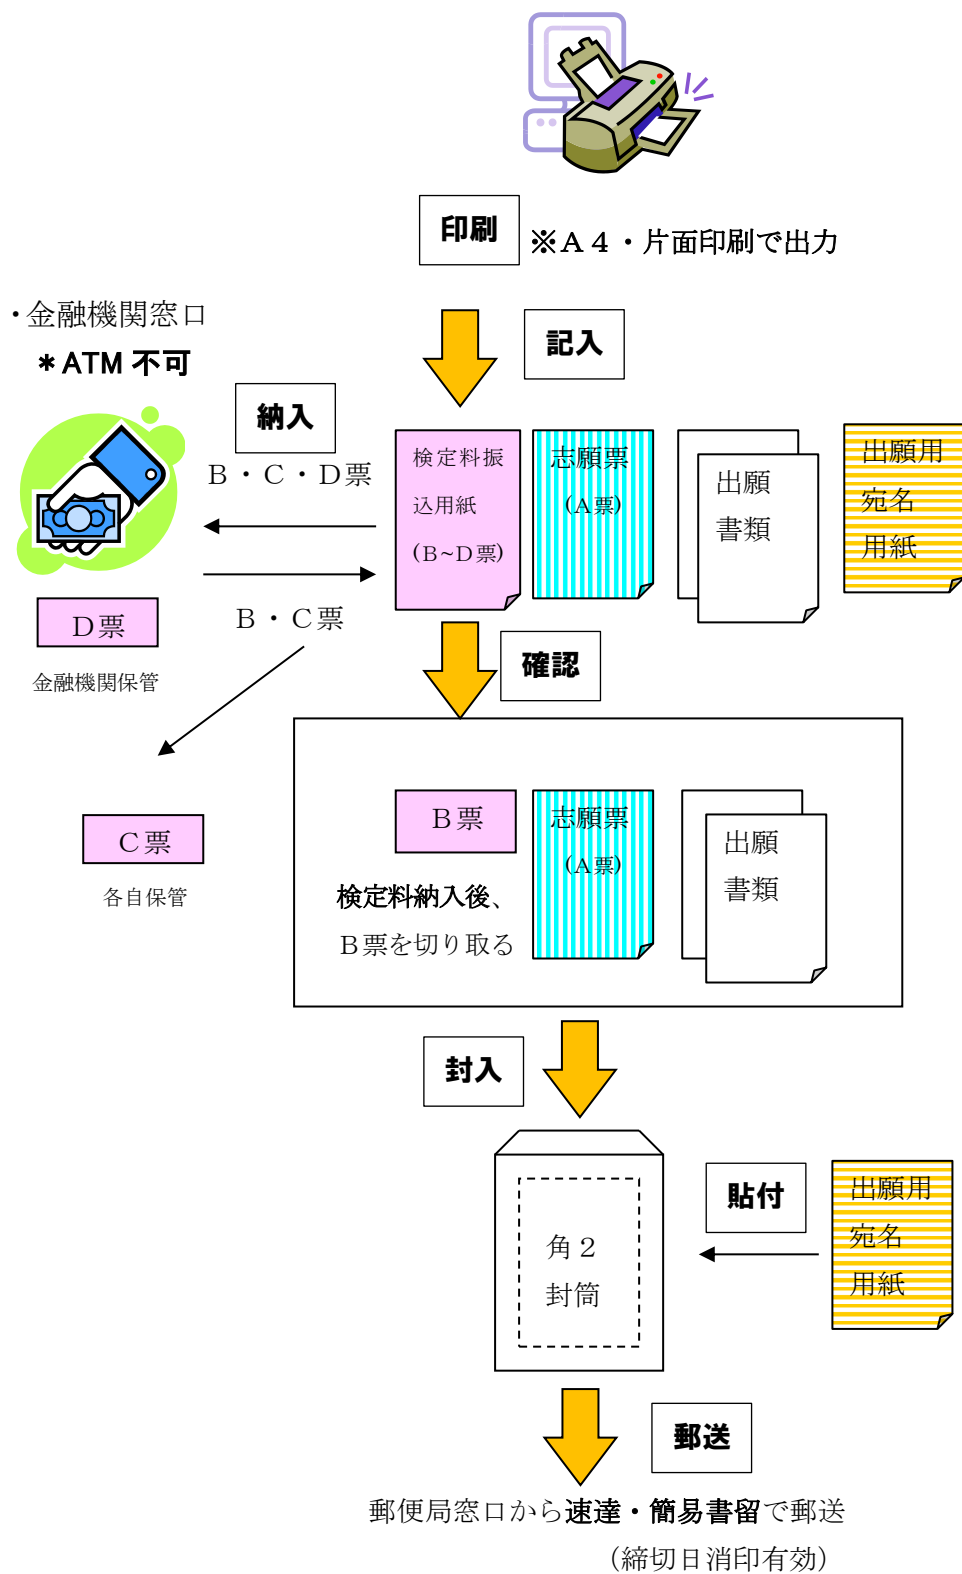 印刷
※Ａ４・片面印刷で出力
・金融機関窓口
＊ATM 不可
記入
納入
Ｂ・Ｃ・Ｄ票
検定料振
込用紙
(B~D票)
志願票
(A票)
出願
書類
出願用
宛名
用紙
Ｂ・Ｃ票
Ｄ票
金融機関保管
確認
Ｃ票
各自保管
Ｂ票
検定料納入後、
Ｂ票を切り取る
志願票
(A票)
出願
書類
封入
角２
封筒
貼付
出願用
宛名
用紙
郵送
郵便局窓口から速達・簡易書留で郵送
（締切日消印有効）